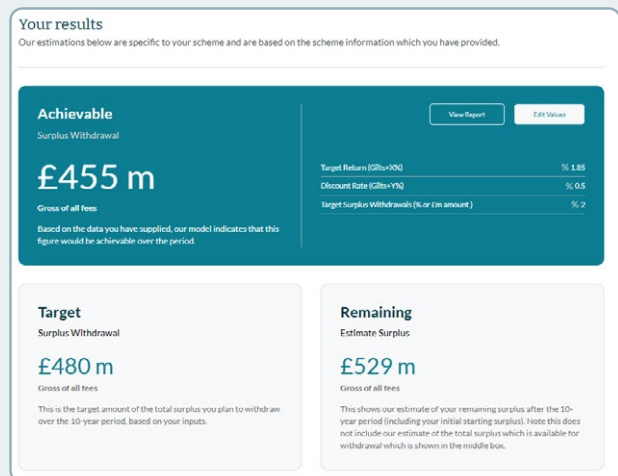 Your results
Our estimations below are specific to your scheme and are based on the scheme information which you have provided.
Achievable
Surplus Withdrawal
£455 m
Gross of all fees
Based on the data you have supplied, our model indicates that this
figure would be achievable over the period.
View Report
Edit Values
Target Return (Gilts+X%) % 1.85
Discount Rate (Gilts+Y%) % 0.5
Target Surplus Withdrawals (% or £m amount ) % 2
Target
Surplus Withdrawal
£480 m
Gross of all fees
This is the target amount of the total surplus you plan to withdraw
over the 10-year period, based on your inputs.
Remaining
Estimate Surplus
£529 m
Gross of all fees
This shows our estimate of your remaining surplus after the 10-
year period (including your initial starting surplus). Note this does
not include our estimate of the total surplus which is available for
withdrawal which is shown in the middle box.